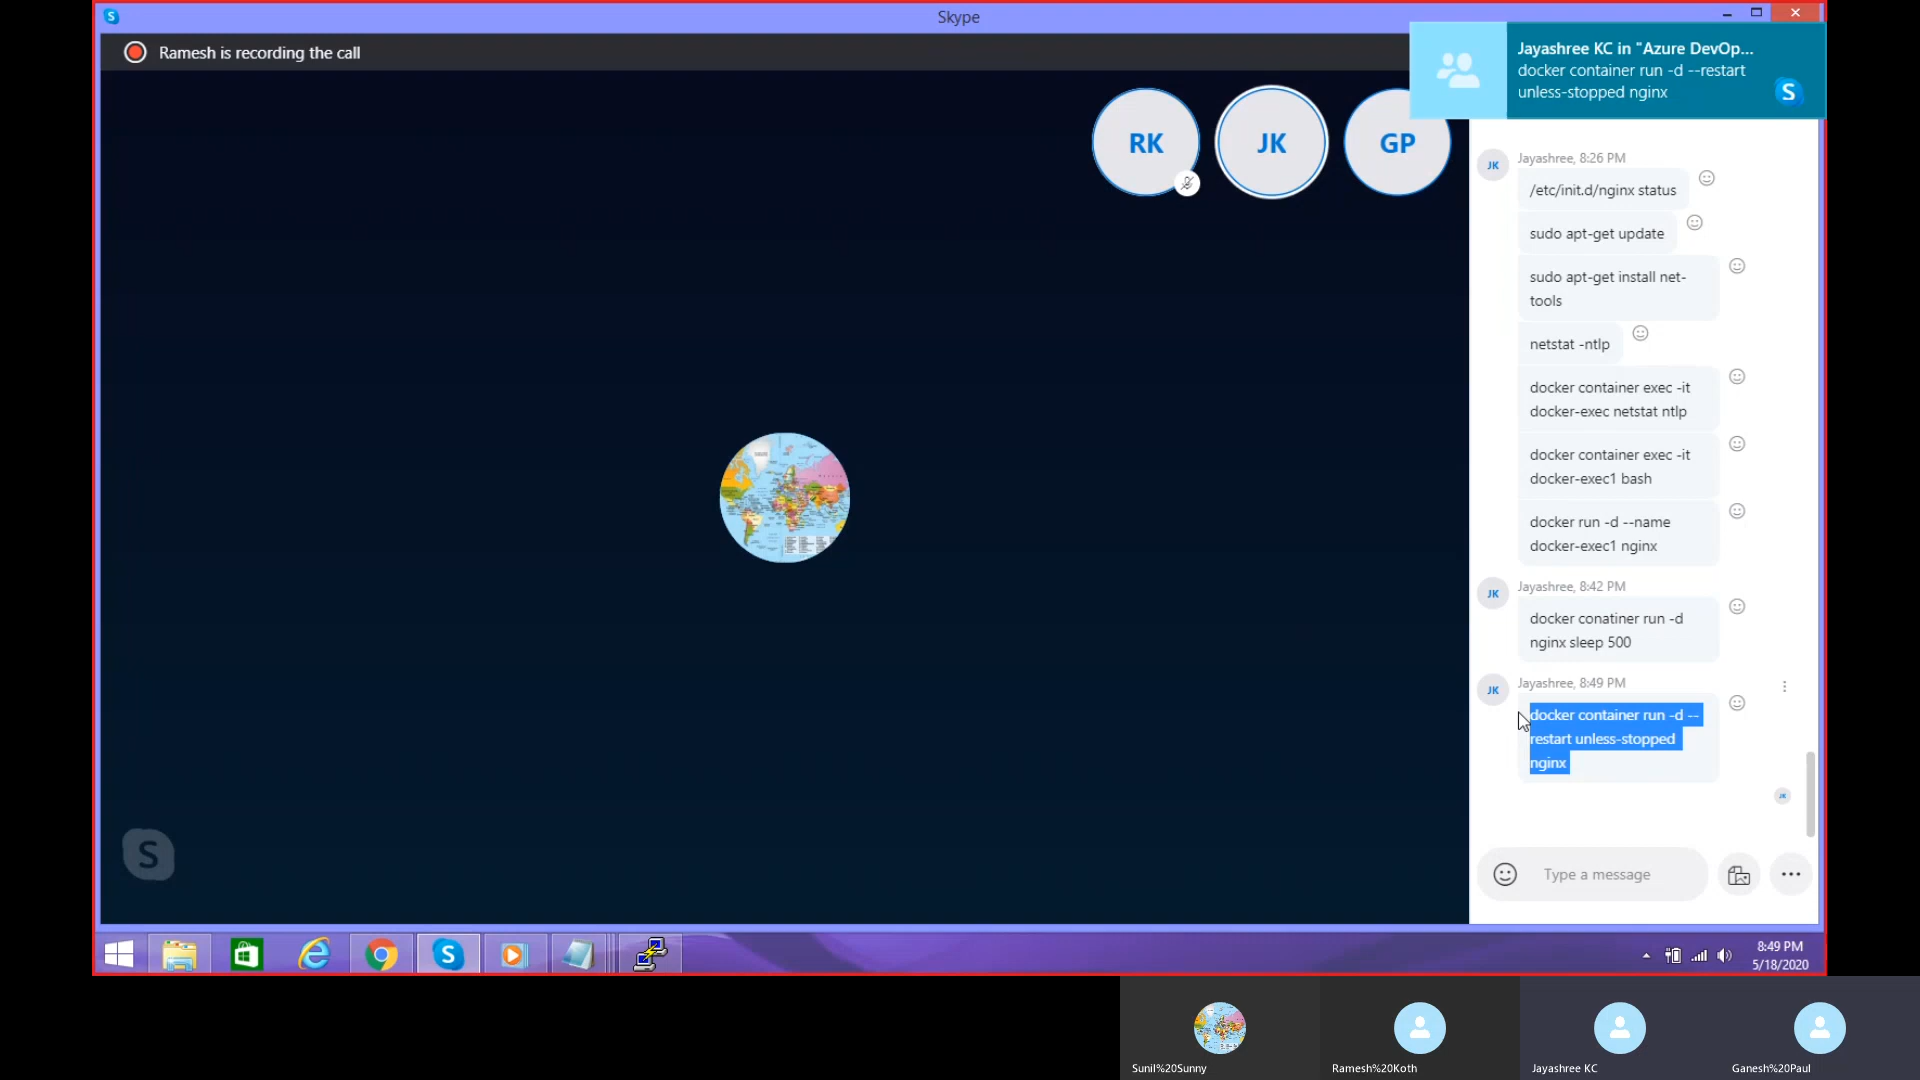 Skype
Ramesh is recording the call
Jayashree KC in "Azure DevOp...
docker container run -d --restart
unless-stopped nginx
S
RK
JK
GP
JK
Jayashree, 8:26 PM
/etc/init.d/nginx status
sudo apt-get update
sudo apt-get install net-
tools
netstat -ntlp
docker container exec -it
docker-exec netstat ntlp
docker container exec -it
docker-exec1 bash
docker run -d --name
docker-exec1 nginx
JK
Jayashree, 8:42 PM
docker conatiner run -d
nginx sleep 500
JK
Jayashree, 8:49 PM
docker container run -d --
restart unless-stopped
nginx
JK
S
Type a message
8:49 PM
5/18/2020
Sunil%20Sunny
Ramesh%20Koth
Jayashree KC
Ganesh%20Paul